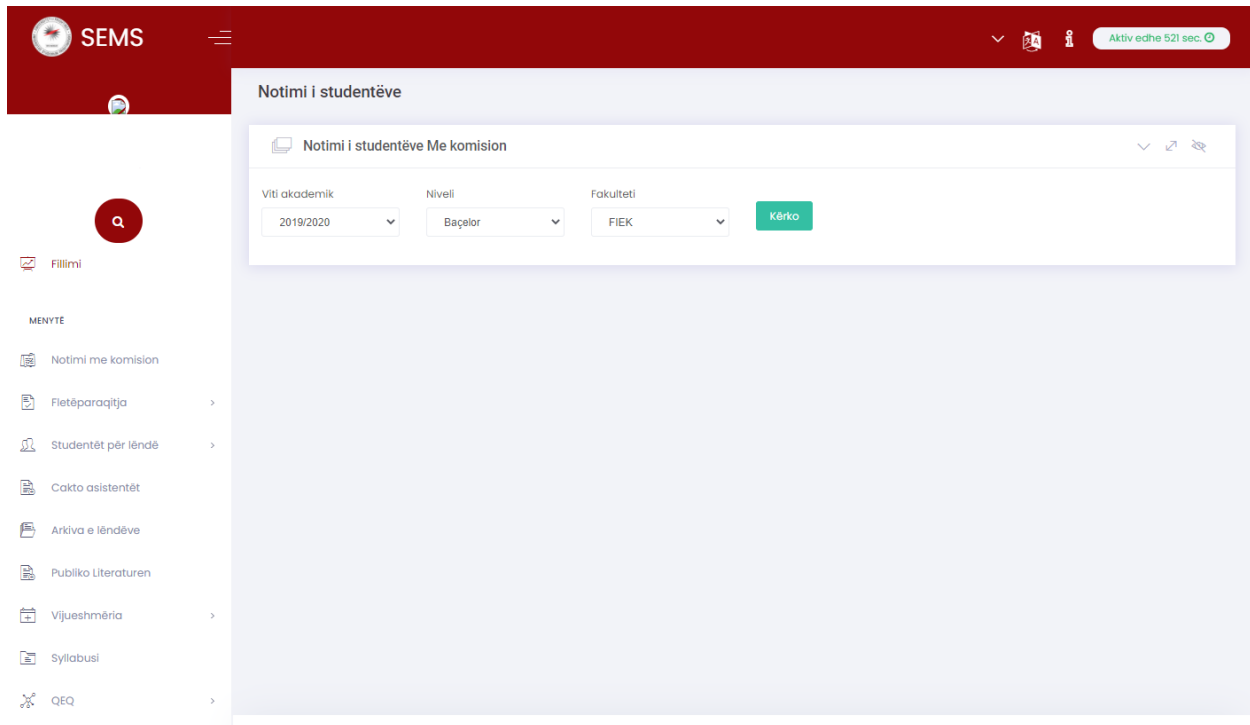 SEMS
Aktiv edhe 521 sec.
Notimi i studentëve
Notimi i studentëve Me komision
Viti akademik Niveli Fakulteti
2019/2020 Baçelor FIEK Kërko
Fillimi
MENYTË
Notimi me komision
Fletëparaqitja
Studentët për lëndë
Cakto asistentët
Arkiva e lëndëve
Publiko Literaturen
Vijueshmëria
Syllabusi
QEQ